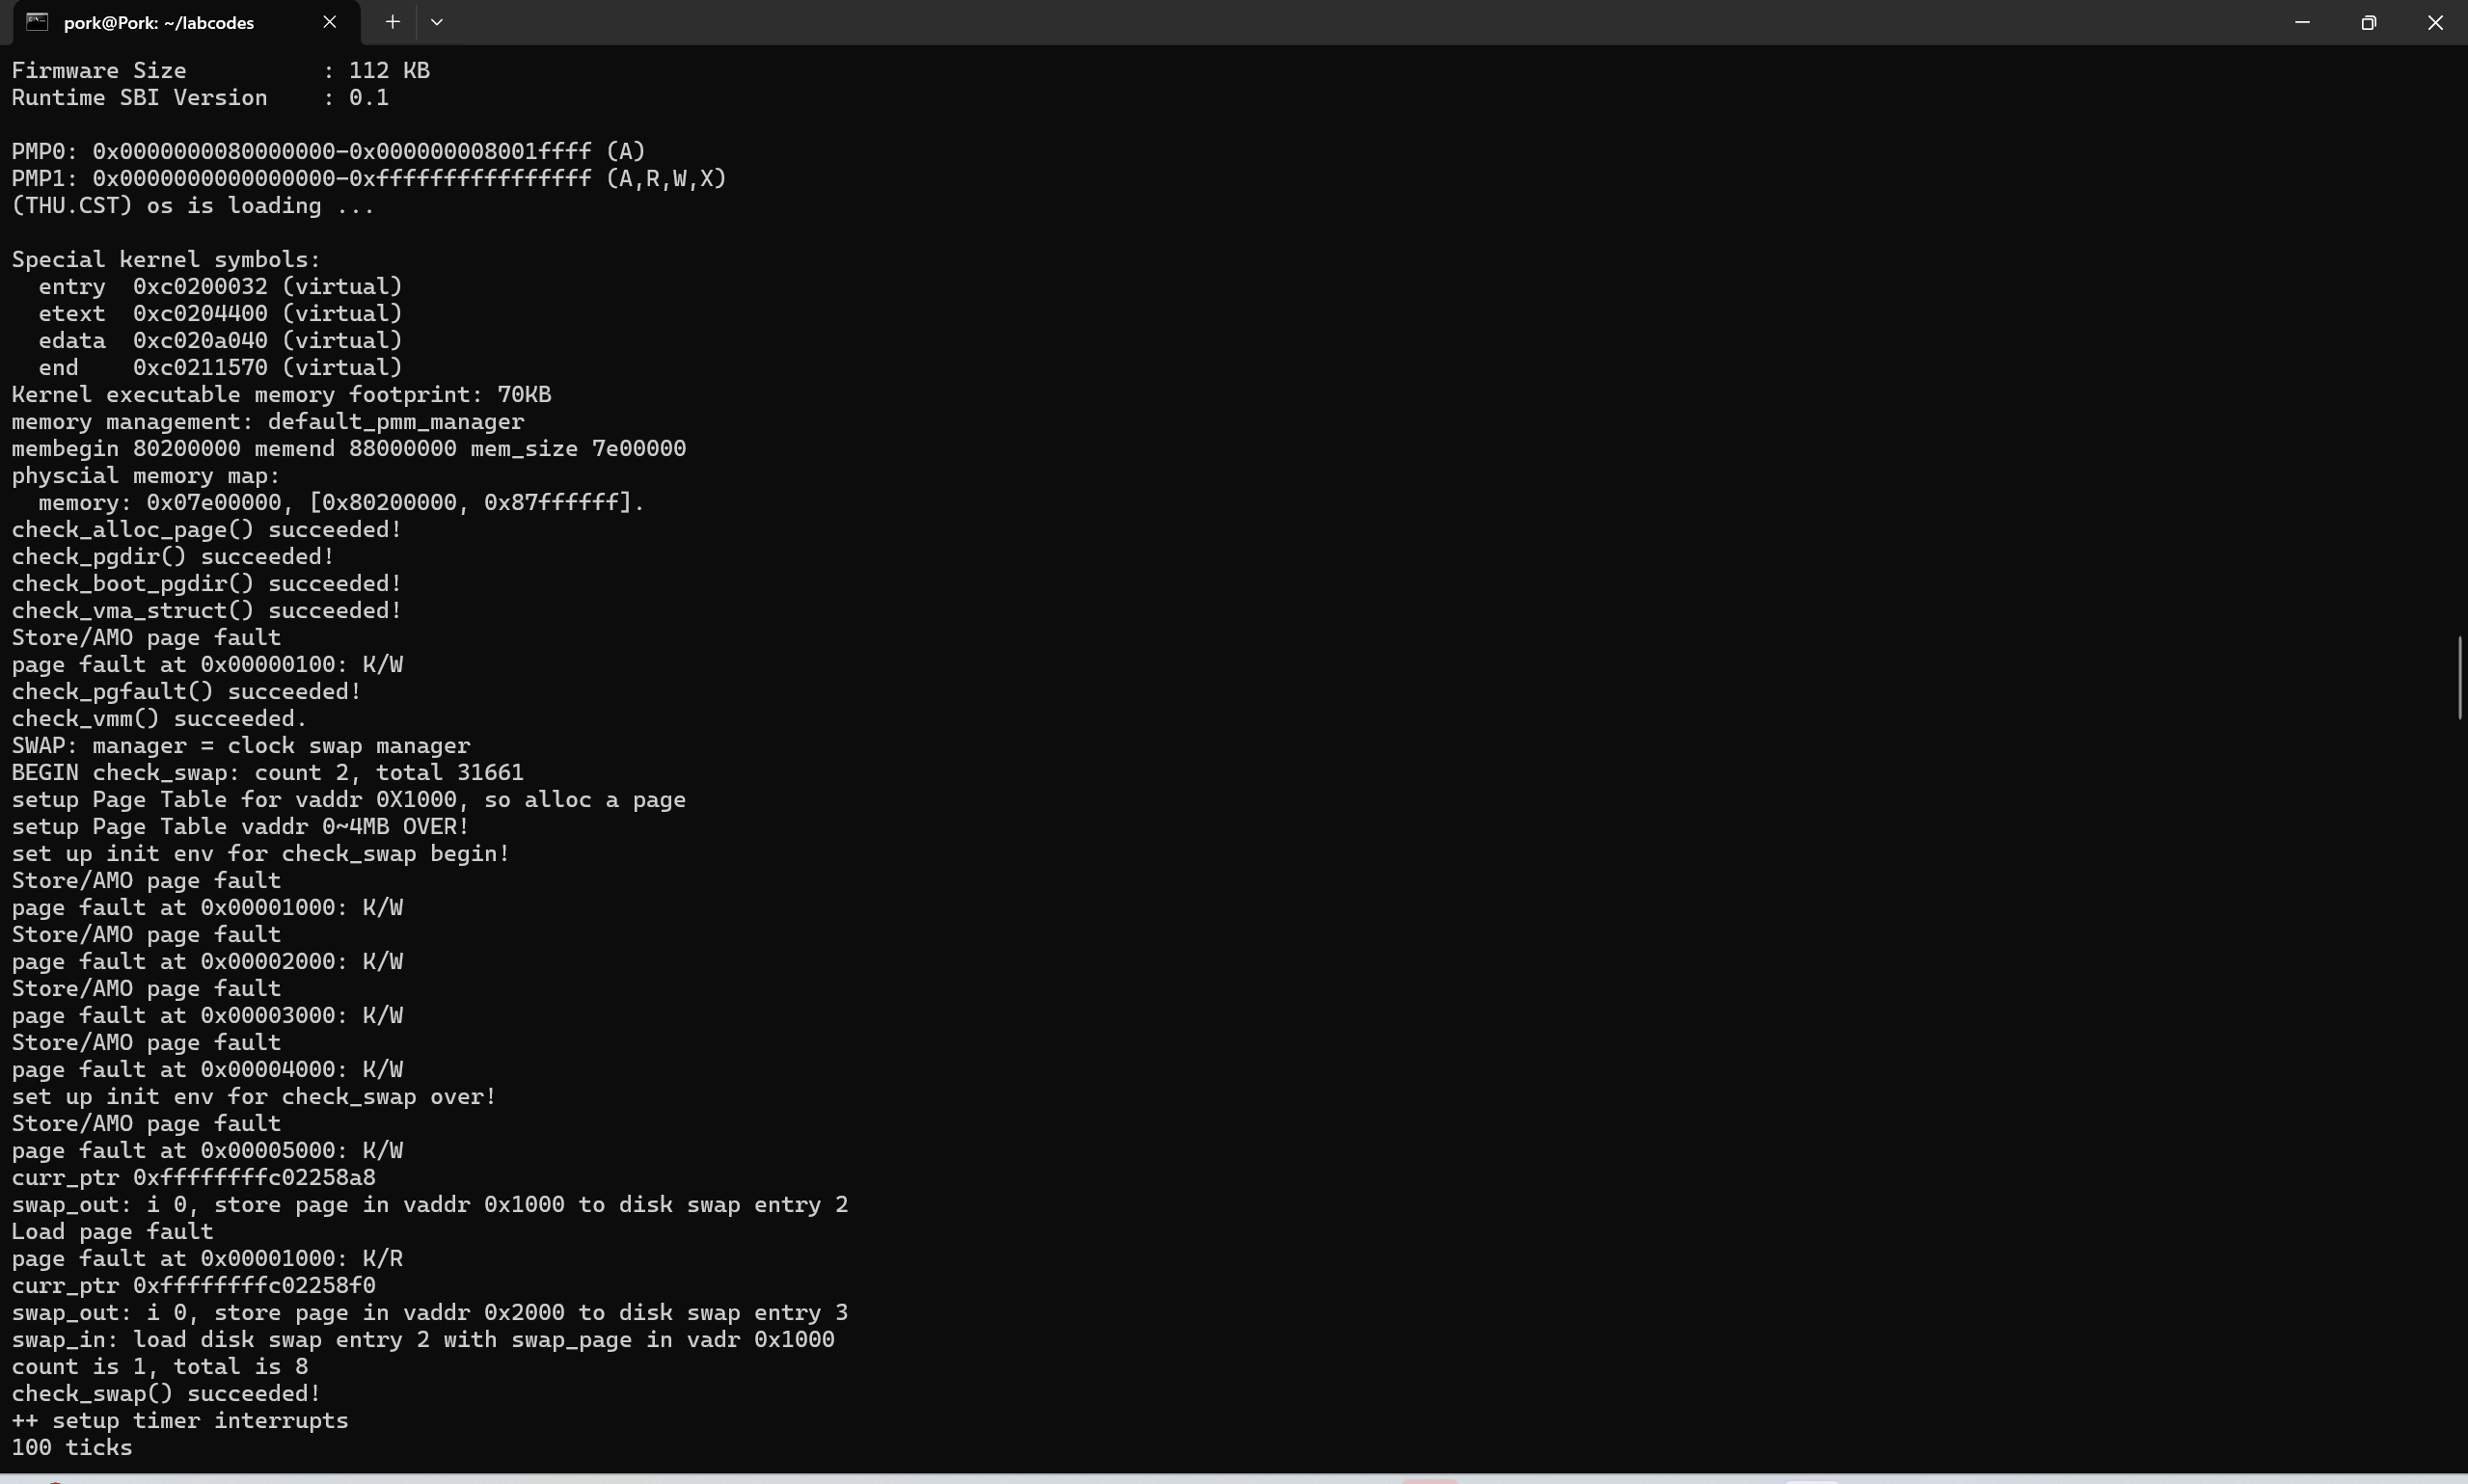 pork@Pork: ~/labcodes
Firmware Size          : 112 KB
Runtime SBI Version    : 0.1
PMP0: 0x0000000080000000-0x000000008001ffff (A)
PMP1: 0x0000000000000000-0xffffffffffffffff (A,R,W,X)
(THU.CST) os is loading ...
Special kernel symbols:
  entry  0xc0200032 (virtual)
  etext  0xc0204400 (virtual)
  edata  0xc020a040 (virtual)
  end    0xc0211570 (virtual)
Kernel executable memory footprint: 70KB
memory management: default_pmm_manager
membegin 80200000 memend 88000000 mem_size 7e00000
physcial memory map:
  memory: 0x07e00000, [0x80200000, 0x87ffffff].
check_alloc_page() succeeded!
check_pgdir() succeeded!
check_boot_pgdir() succeeded!
check_vma_struct() succeeded!
Store/AMO page fault
page fault at 0x00000100: K/W
check_pgfault() succeeded!
check_vmm() succeeded.
SWAP: manager = clock swap manager
BEGIN check_swap: count 2, total 31661
setup Page Table for vaddr 0X1000, so alloc a page
setup Page Table vaddr 0~4MB OVER!
set up init env for check_swap begin!
Store/AMO page fault
page fault at 0x00001000: K/W
Store/AMO page fault
page fault at 0x00002000: K/W
Store/AMO page fault
page fault at 0x00003000: K/W
Store/AMO page fault
page fault at 0x00004000: K/W
set up init env for check_swap over!
Store/AMO page fault
page fault at 0x00005000: K/W
curr_ptr 0xffffffffc02258a8
swap_out: i 0, store page in vaddr 0x1000 to disk swap entry 2
Load page fault
page fault at 0x00001000: K/R
curr_ptr 0xffffffffc02258f0
swap_out: i 0, store page in vaddr 0x2000 to disk swap entry 3
swap_in: load disk swap entry 2 with swap_page in vadr 0x1000
count is 1, total is 8
check_swap() succeeded!
++ setup timer interrupts
100 ticks